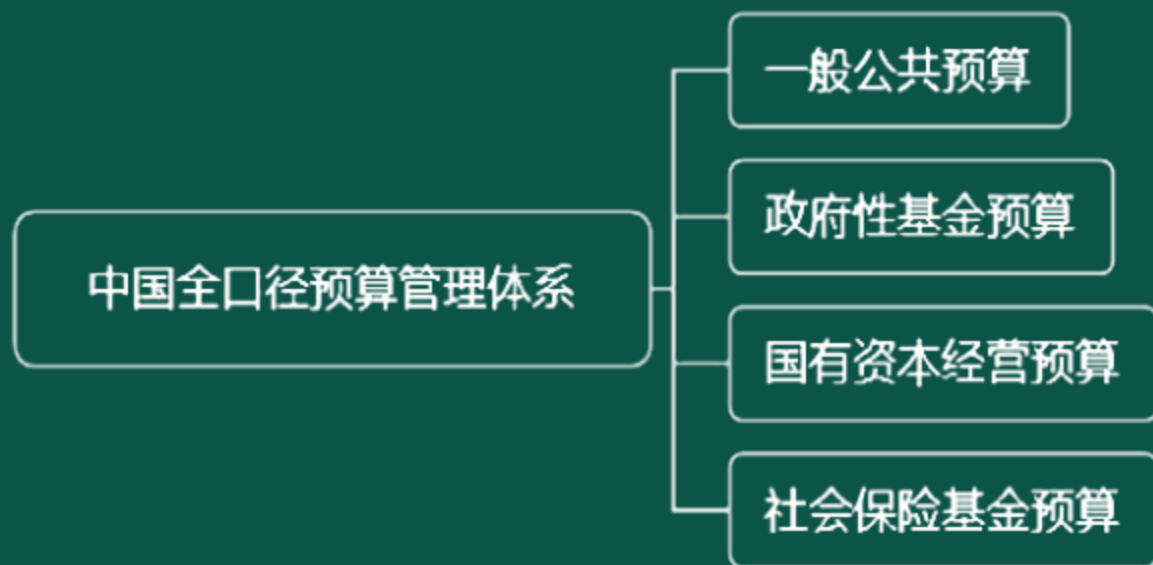 中国全口径预算管理体系
一般公共预算
政府性基金预算
国有资本经营预算
社会保险基金预算